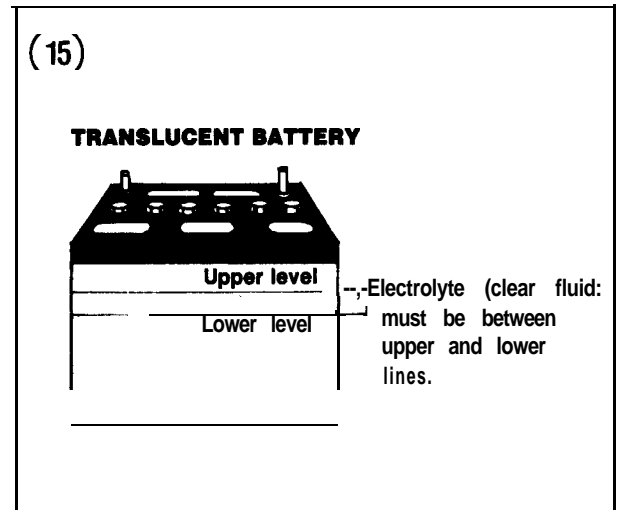 (15)
TRANSLUCENT BATTERY
Upper level
Lower level
--,-Electrolyte (clear fluid:
must be between
upper and lower
lines.